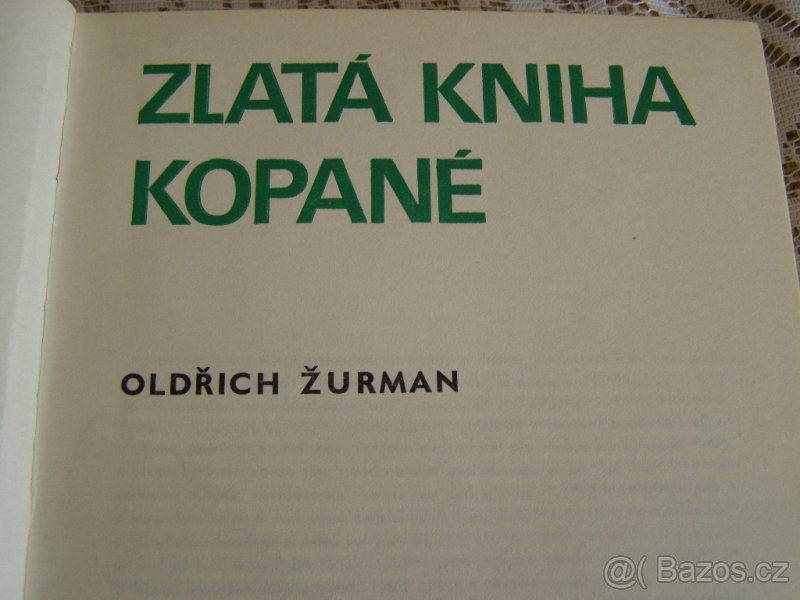 ZLATÁ KNIHA
KOPANÉ
OLDŘICH ŽURMAN
@( Bazos.cz